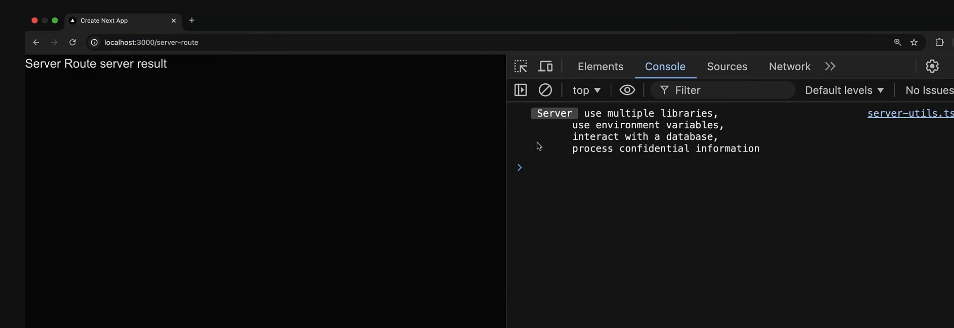 Create Next App
localhost:3000/server-route
Server Route server result
Elements Console Sources Network
top Filter Default levels No Issues
Server use multiple libraries, server-utils.ts
use environment variables,
interact with a database,
process confidential information